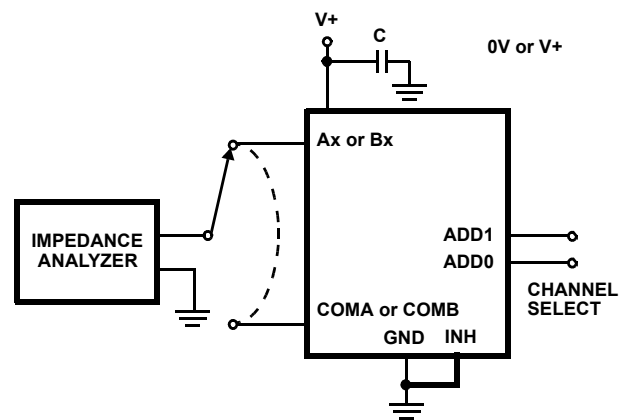 V+
C
0V or V+
Ax or Bx
IMPEDANCE
ANALYZER
ADD1
ADD0
CHANNEL
SELECT
COMA or COMB
GND INH